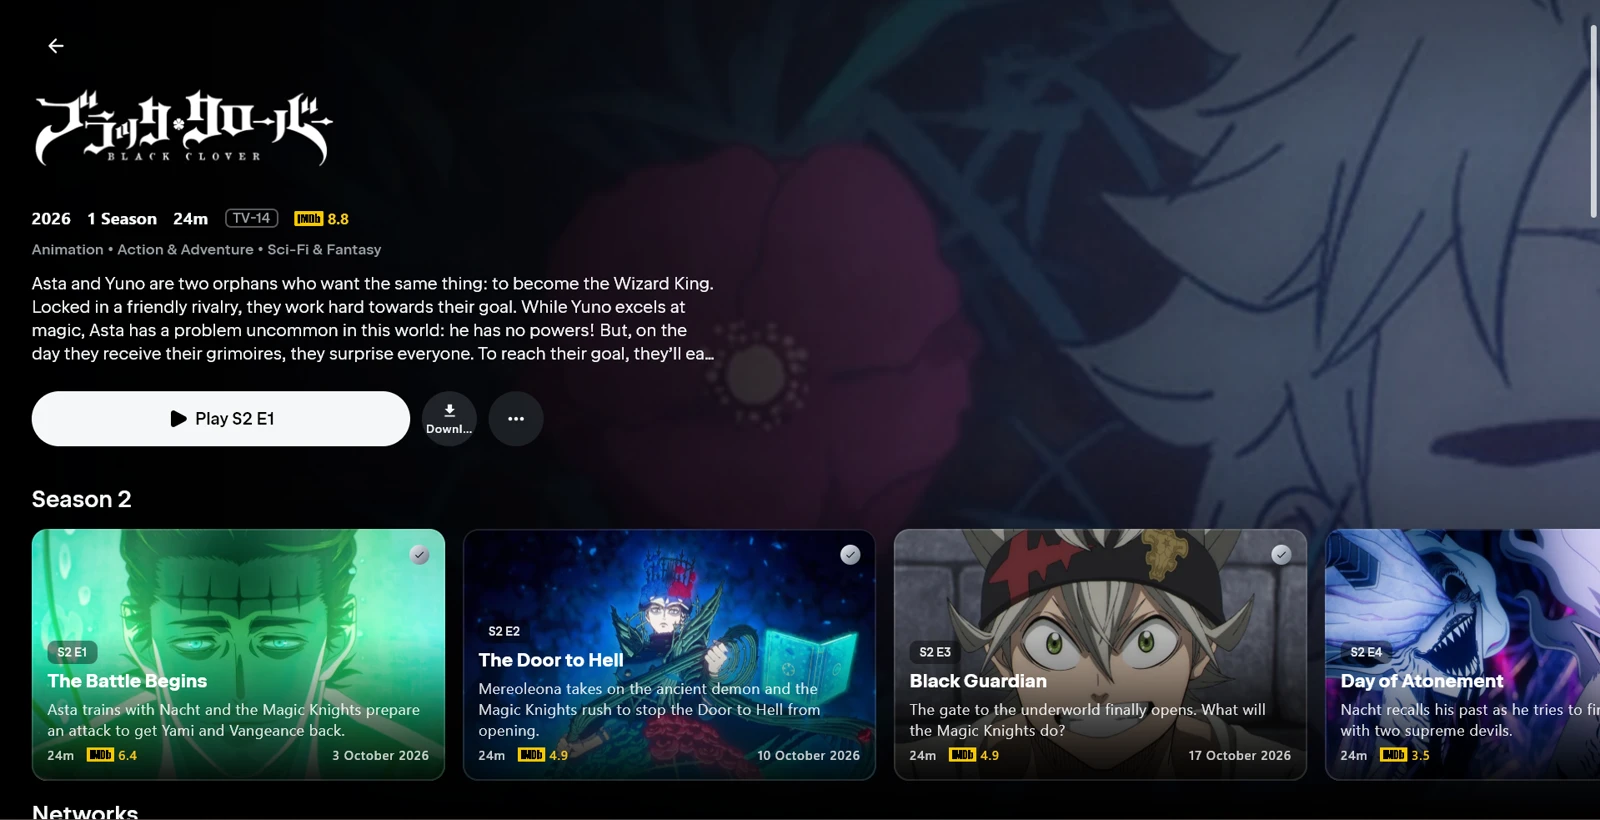 ブラック・クローバー
BLACK CLOVER
2026 1 Season 24m TV-14 IMDb 8.8
Animation • Action & Adventure • Sci-Fi & Fantasy
Asta and Yuno are two orphans who want the same thing: to become the Wizard King.
Locked in a friendly rivalry, they work hard towards their goal. While Yuno excels at
magic, Asta has a problem uncommon in this world: he has no powers! But, on the
day they receive their grimoires, they surprise everyone. To reach their goal, they’ll ea...
Play S2 E1
Downl...
Season 2
S2 E1
The Battle Begins
Asta trains with Nacht and the Magic Knights prepare
an attack to get Yami and Vangeance back.
24m IMDb 6.4 3 October 2026
S2 E2
The Door to Hell
Mereoleona takes on the ancient demon and the
Magic Knights rush to stop the Door to Hell from
opening.
24m IMDb 4.9 10 October 2026
S2 E3
Black Guardian
The gate to the underworld finally opens. What will
the Magic Knights do?
24m IMDb 4.9 17 October 2026
S2 E4
Day of Atonement
Nacht recalls his past as he tries to fi
with two supreme devils.
24m IMDb 3.5
Networks